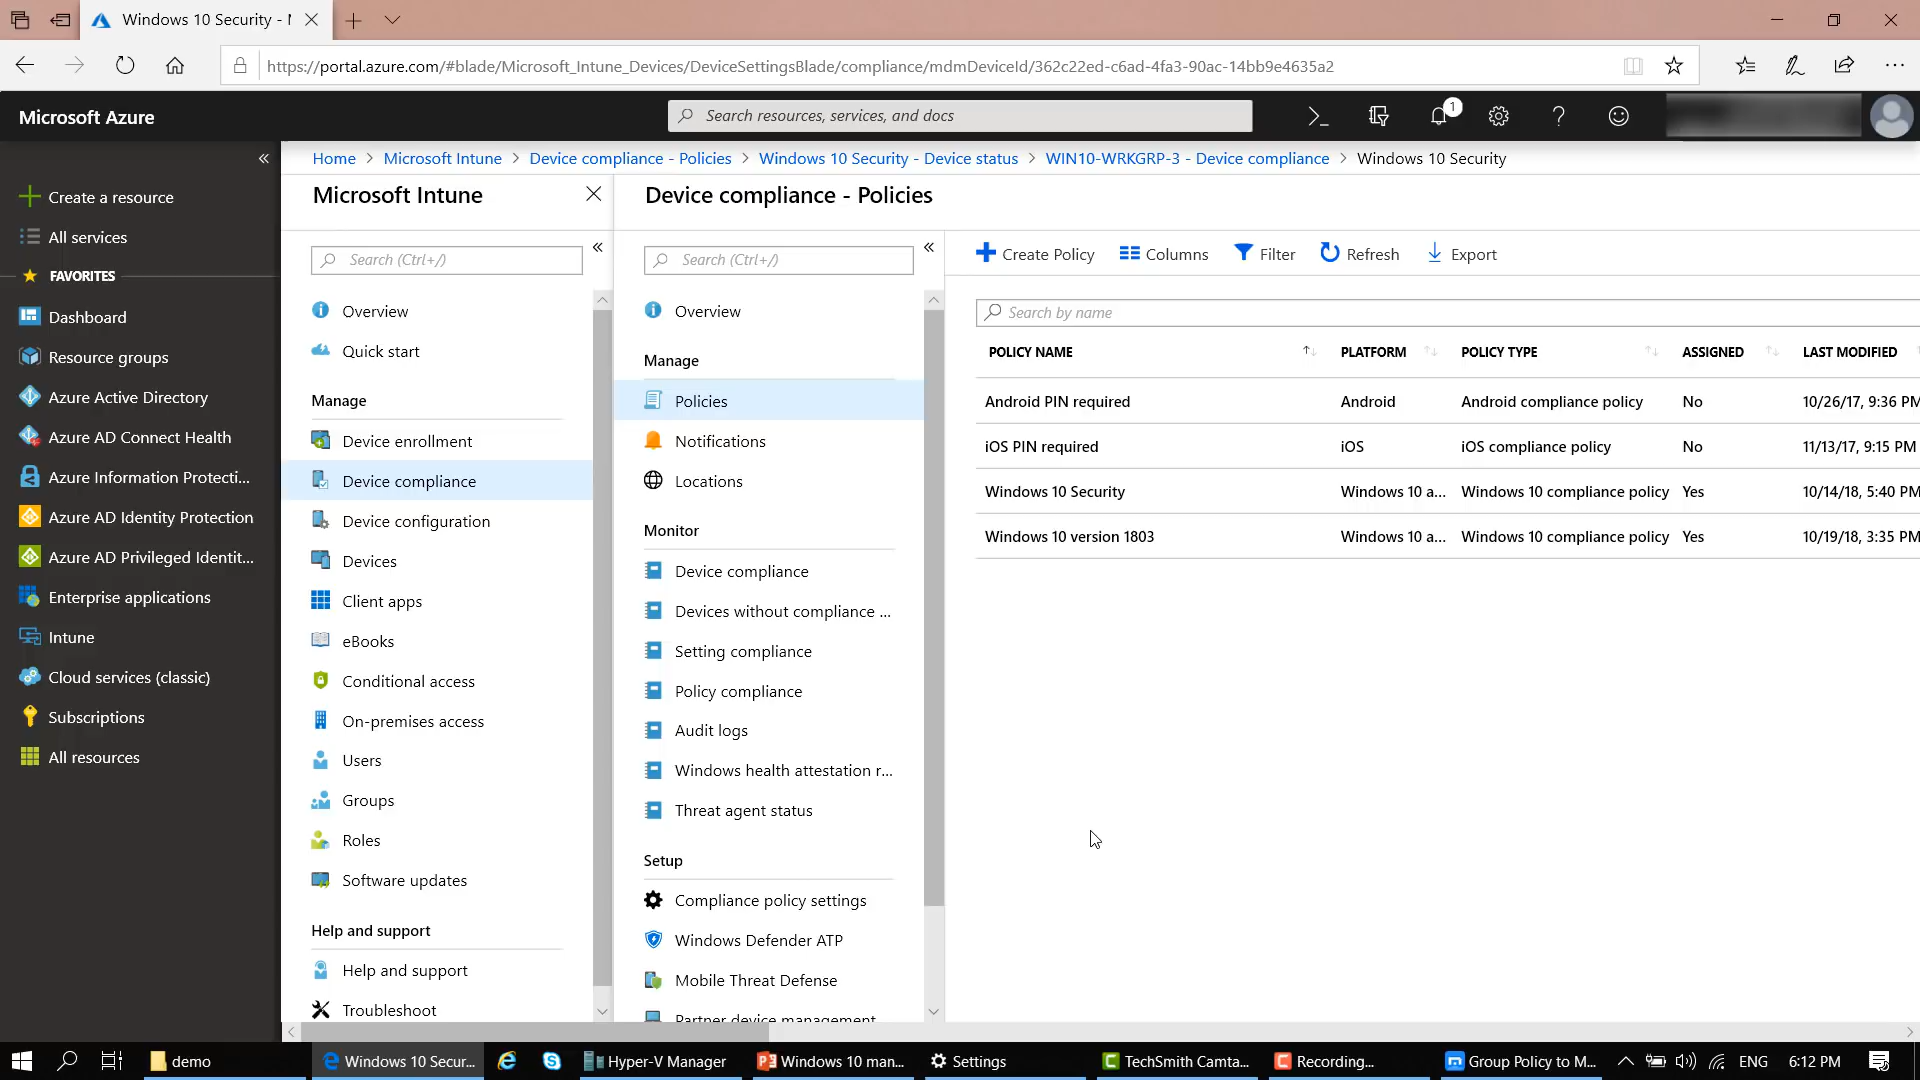 Windows 10 Security - M
https://portal.azure.com/#blade/Microsoft_Intune_Devices/DeviceSettingsBlade/compliance/mdmDeviceId/362c22ed-c6ad-4fa3-90ac-14bb9e4635a2
Microsoft Azure
Search resources, services, and docs
1
Home > Microsoft Intune > Device compliance - Policies > Windows 10 Security - Device status > WIN10-WRKGRP-3 - Device compliance > Windows 10 Security
Create a resource
All services
FAVORITES
Dashboard
Resource groups
Azure Active Directory
Azure AD Connect Health
Azure Information Protecti...
Azure AD Identity Protection
Azure AD Privileged Identit...
Enterprise applications
Intune
Cloud services (classic)
Subscriptions
All resources
Microsoft Intune
Search (Ctrl+/)
Overview
Quick start
Manage
Device enrollment
Device compliance
Device configuration
Devices
Client apps
eBooks
Conditional access
On-premises access
Users
Groups
Roles
Software updates
Help and support
Help and support
Troubleshoot
Device compliance - Policies
Search (Ctrl+/)
Overview
Manage
Policies
Notifications
Locations
Monitor
Device compliance
Devices without compliance ...
Setting compliance
Policy compliance
Audit logs
Windows health attestation r...
Threat agent status
Setup
Compliance policy settings
Windows Defender ATP
Mobile Threat Defense
Partner device management
Create Policy Columns Filter Refresh Export
Search by name
POLICY NAME PLATFORM POLICY TYPE ASSIGNED LAST MODIFIED
Android PIN required Android Android compliance policy No 10/26/17, 9:36 PM
iOS PIN required iOS iOS compliance policy No 11/13/17, 9:15 PM
Windows 10 Security Windows 10 a... Windows 10 compliance policy Yes 10/14/18, 5:40 PM
Windows 10 version 1803 Windows 10 a... Windows 10 compliance policy Yes 10/19/18, 3:35 PM
demo Windows 10 Secur... Hyper-V Manager Windows 10 man... Settings TechSmith Camta... Recording... Group Policy to M... ENG 6:12 PM